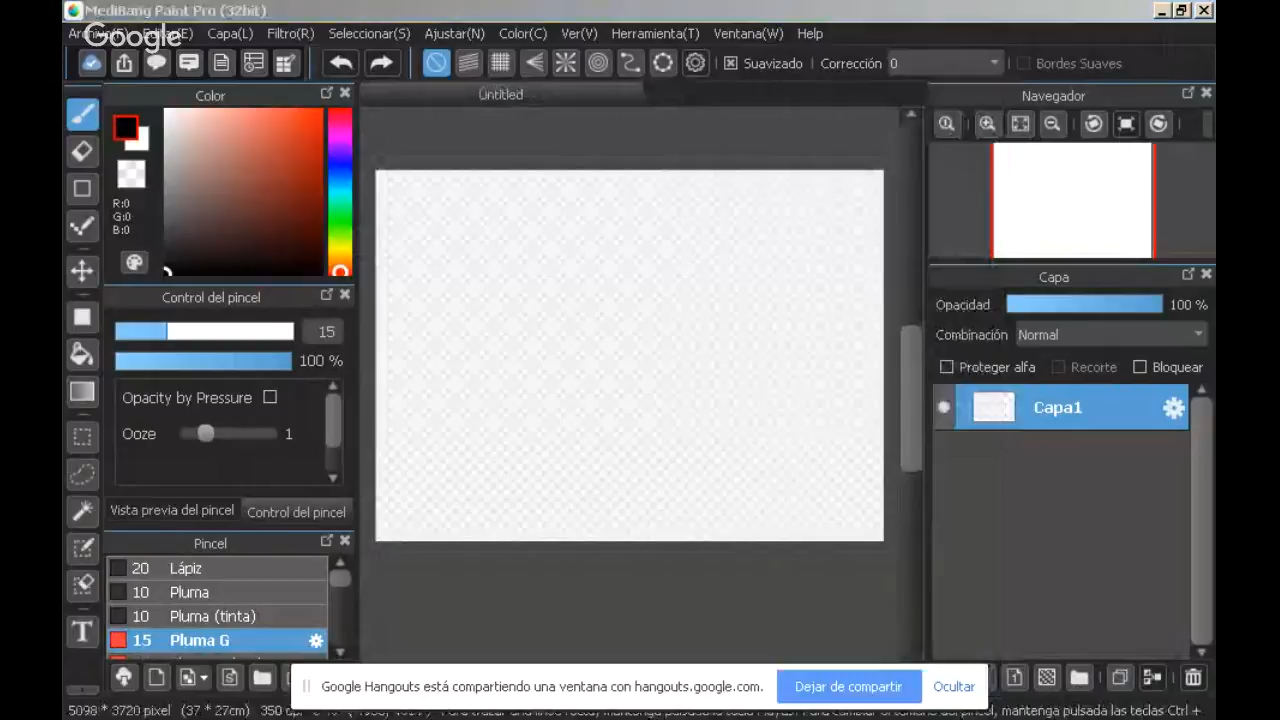 MediBang Paint Pro (32bit)
Google
Capa(L) Filtro(R) Seleccionar(S) Ajustar(N) Color(C) Ver(V) Herramienta(T) Ventana(W) Help
Suavizado Corrección 0 Bordes Suaves
Color
Untitled
Navegador
R:0
G:0
B:0
Capa
Control del pincel
Opacidad 100 %
15
Combinación Normal
100 %
Proteger alfa Recorte Bloquear
Opacity by Pressure
Capa1
Ooze 1
Vista previa del pincel Control del pincel
Pincel
20 Lápiz
10 Pluma
10 Pluma (tinta)
15 Pluma G
Google Hangouts está compartiendo una ventana con hangouts.google.com. Dejar de compartir Ocultar
5098 * 3720 pixel (37 * 27cm) 350 mantenga pulsada las teclas Ctrl +